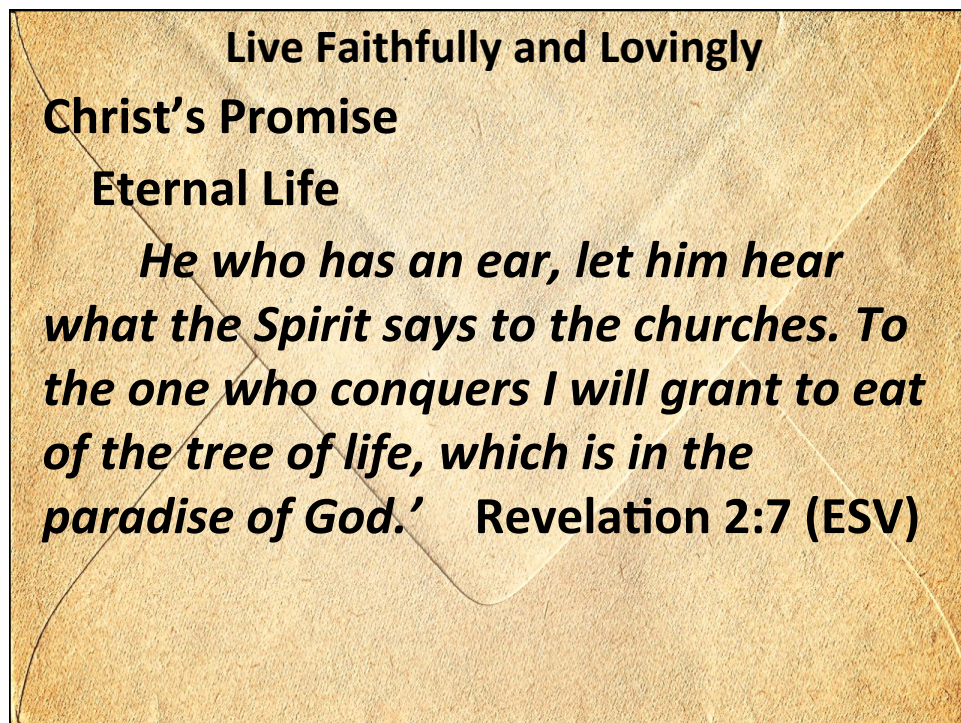 Live Faithfully and Lovingly
Christ’s Promise
Eternal Life
He who has an ear, let him hear
what the Spirit says to the churches. To
the one who conquers I will grant to eat
of the tree of life, which is in the
paradise of God.’ Revelation 2:7 (ESV)